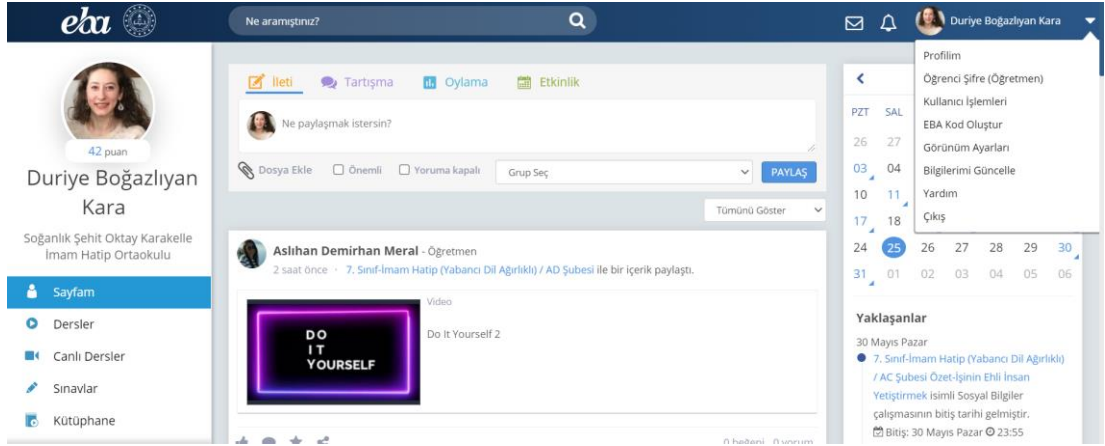 eba
Ne aramıştınız?
Duriye Boğazlıyan Kara
42 puan
Duriye Boğazlıyan
Kara
Soğanlık Şehit Oktay Karakelle
İmam Hatip Ortaokulu
Sayfam
Dersler
Canlı Dersler
Sınavlar
Kütüphane
İleti
Tartışma
Oylama
Etkinlik
Ne paylaşmak istersin?
Dosya Ekle
Önemli
Yoruma kapalı
Grup Seç
PAYLAŞ
Tümünü Göster
Aslıhan Demirhan Meral - Öğretmen
2 saat önce · 7. Sınıf-İmam Hatip (Yabancı Dil Ağırlıklı) / AD Şubesi ile bir içerik paylaştı.
DO
IT
YOURSELF
Video
Do It Yourself 2
0 beğeni 0 yorum
Profilim
Öğrenci Şifre (Öğretmen)
Kullanıcı İşlemleri
EBA Kod Oluştur
Görünüm Ayarları
Bilgilerimi Güncelle
Yardım
Çıkış
PZT SAL
26 27
03 04
10 11
17 18
24 25 26 27 28 29 30
31 01 02 03 04 05 06
Yaklaşanlar
30 Mayıs Pazar
7. Sınıf-İmam Hatip (Yabancı Dil Ağırlıklı)
/ AC Şubesi Özet-İşinin Ehli İnsan
Yetiştirmek isimli Sosyal Bilgiler
çalışmasının bitiş tarihi gelmiştir.
Bitiş: 30 Mayıs Pazar 23:55